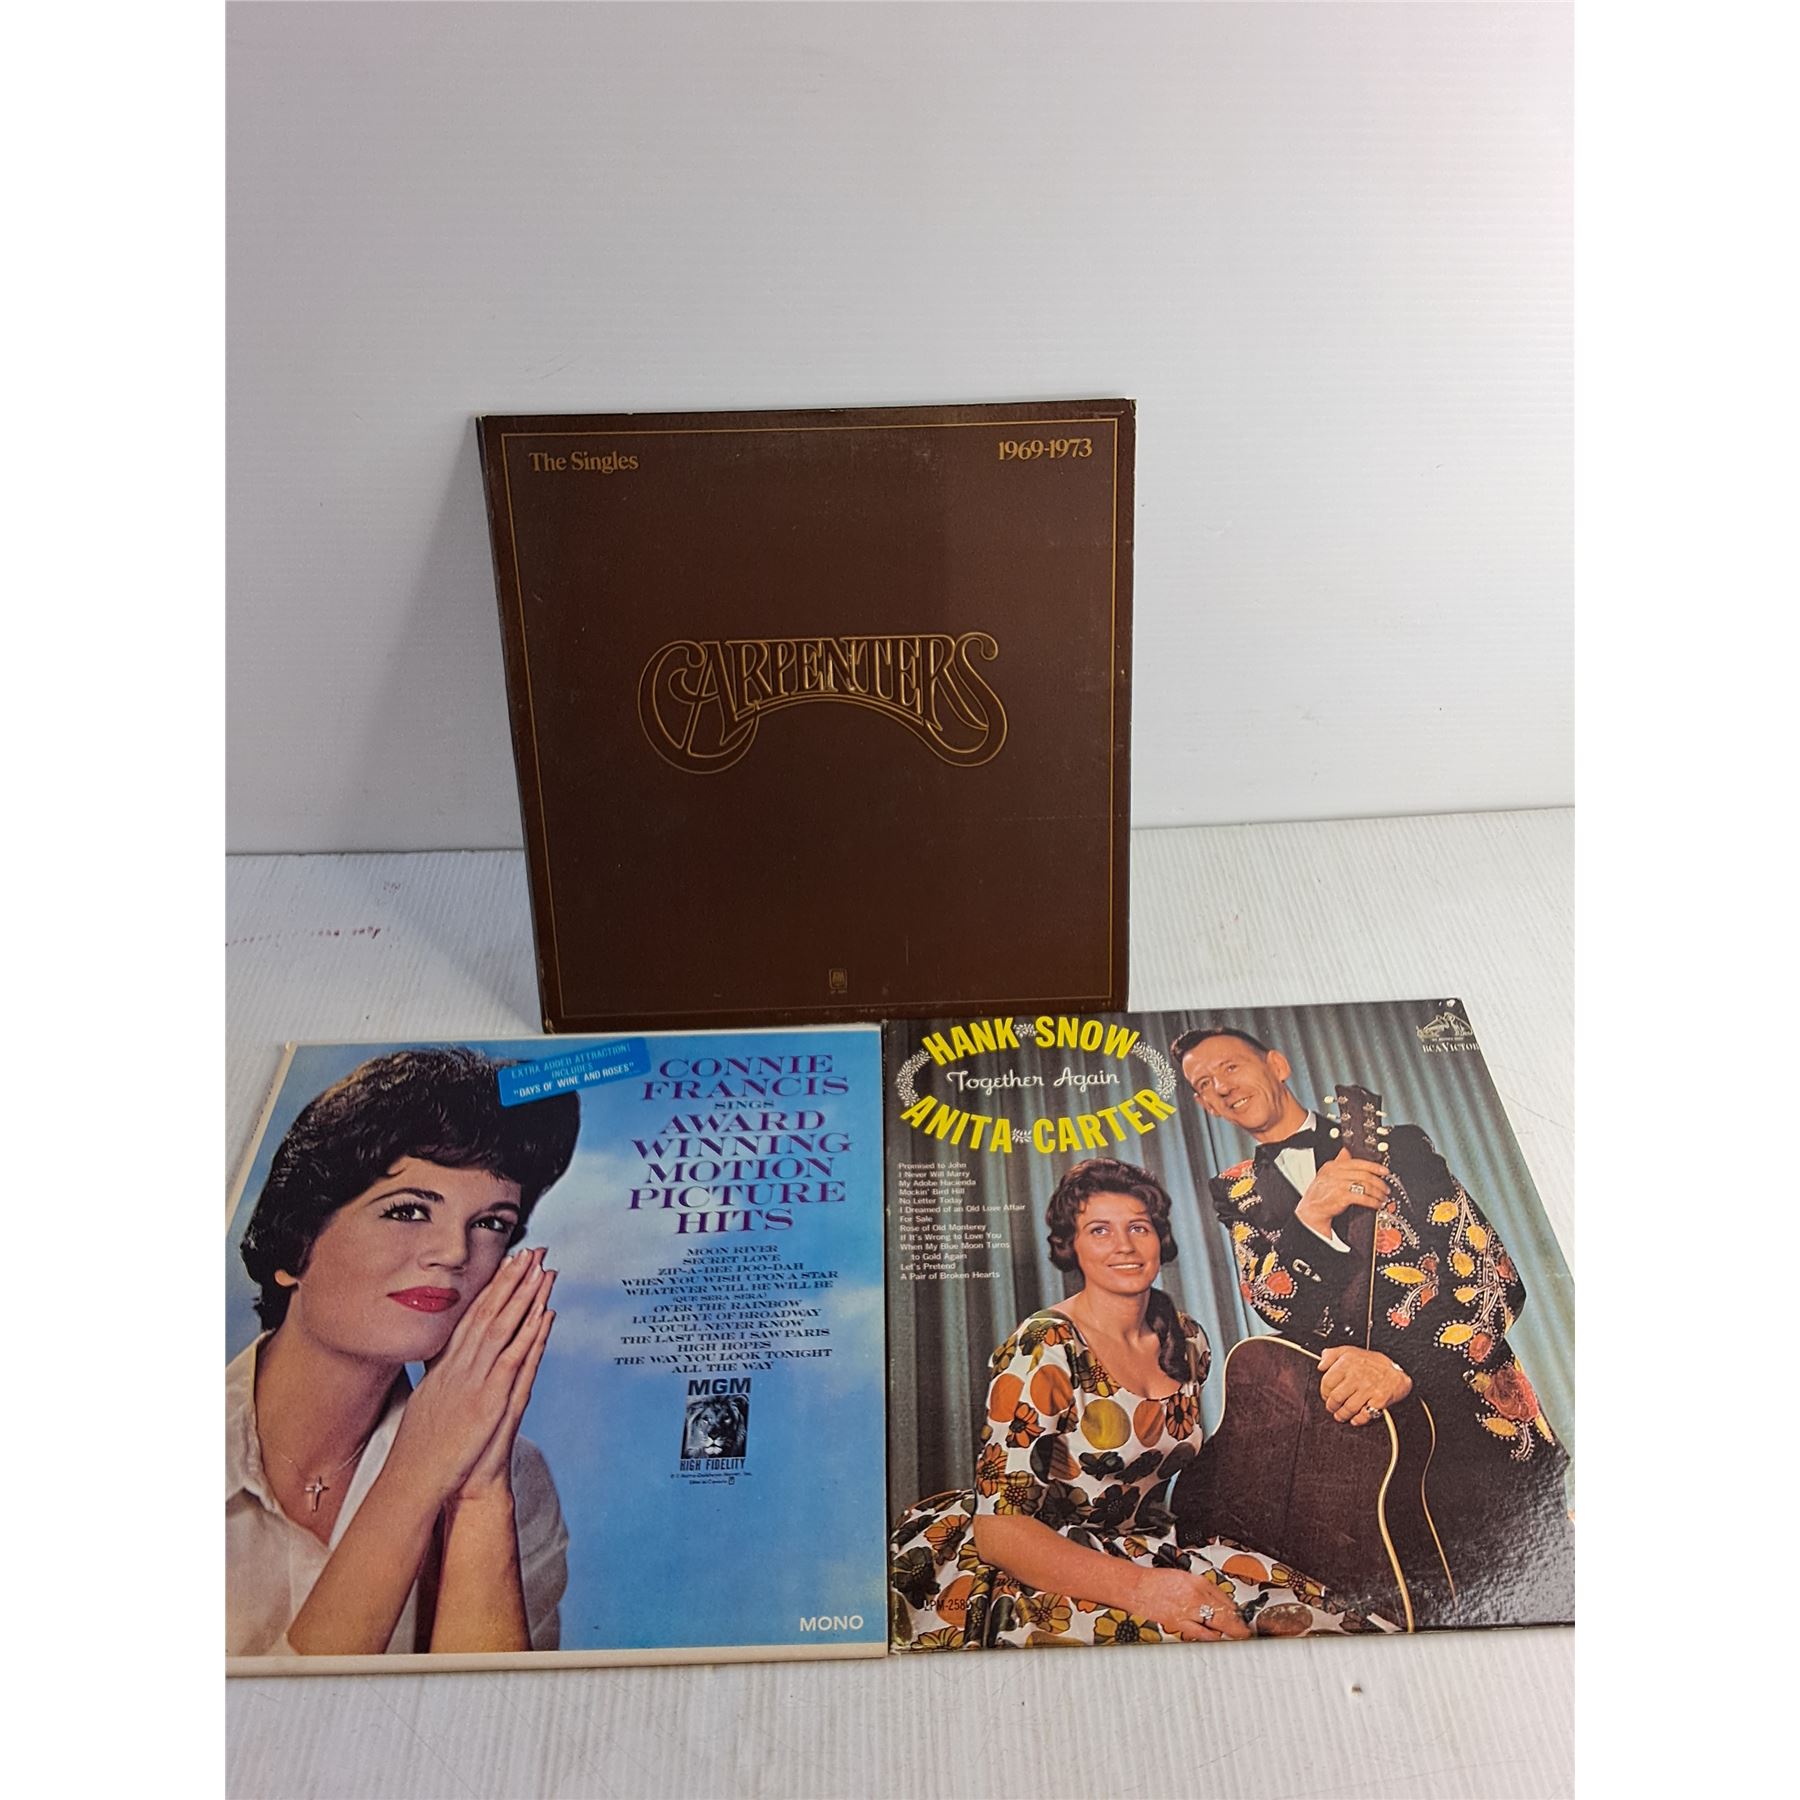 The Singles 1969-1973
CARPENTERS
EXTRA ADDED ATTRACTION!
INCLUDES
"DAYS OF WINE AND ROSES"
CONNIE
FRANCIS
SINGS
AWARD
WINNING
MOTION
PICTURE
HITS
MOON RIVER
SECRET LOVE
ZIP-A-DEE DOO-DAH
WHEN YOU WISH UPON A STAR
WHATEVER WILL BE WILL BE
(QUE SERA SERA)
OVER THE RAINBOW
LULLABYE OF BROADWAY
YOU'LL NEVER KNOW
THE LAST TIME I SAW PARIS
HIGH HOPES
THE WAY YOU LOOK TONIGHT
ALL THE WAY
MGM
HIGH FIDELITY
MONO
HANK SNOW
Together Again
ANITA CARTER
RCA VICTOR
Promised to John
I Never Will Marry
My Adobe Hacienda
Mockin' Bird Hill
No Letter Today
I Dreamed of an Old Love Affair
For Sale
Rose of Old Monterey
If It's Wrong to Love You
When My Blue Moon Turns
to Gold Again
Let's Pretend
A Pair of Broken Hearts
LPM-2580